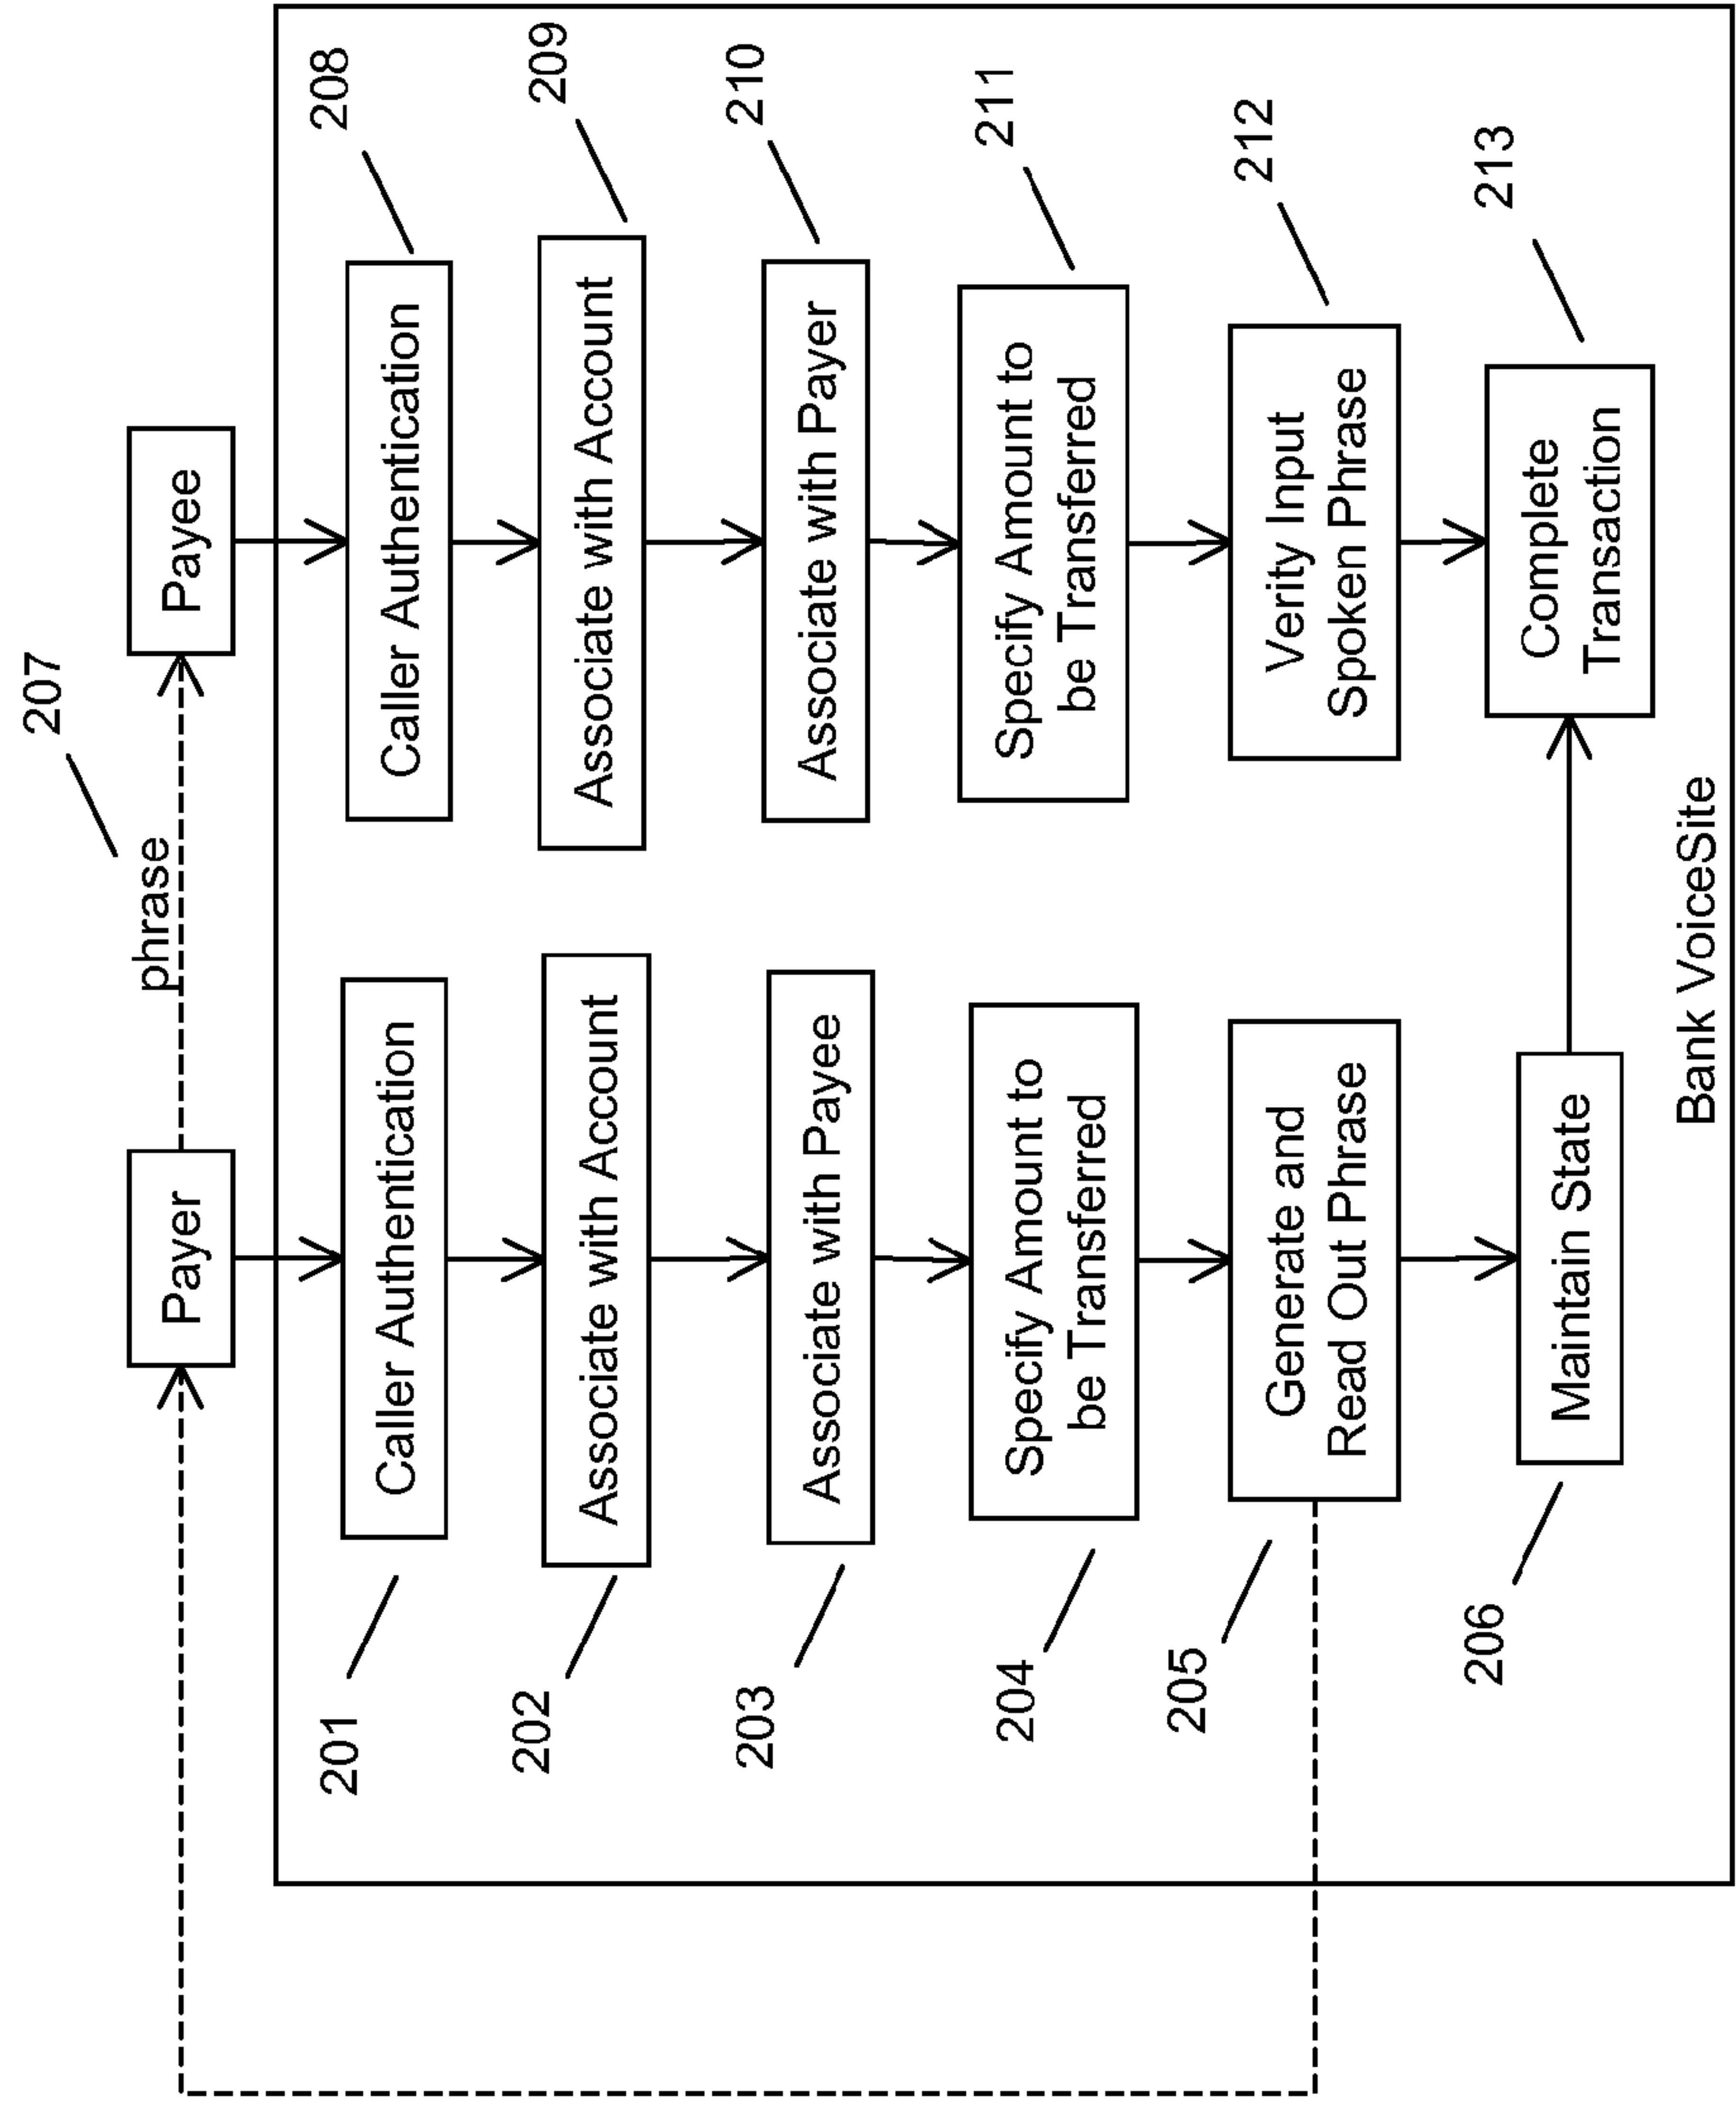 207
Payer
phrase
Payee
201
Caller Authentication
Caller Authentication
208
202
Associate with Account
Associate with Account
209
203
Associate with Payee
Associate with Payer
210
204
Specify Amount to
be Transferred
Specify Amount to
be Transferred
211
205
Generate and
Read Out Phrase
Verity Input
Spoken Phrase
212
206
Maintain State
Complete
Transaction
213
Bank VoiceSite